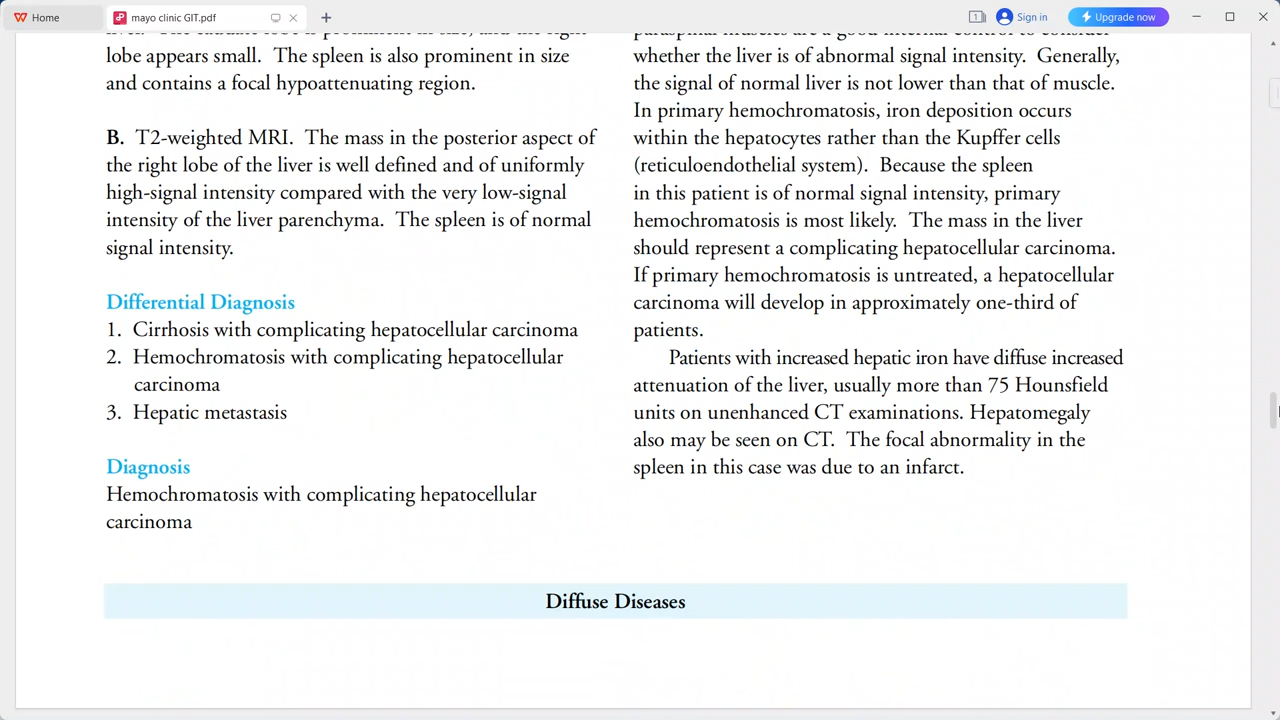 Home
mayo clinic GIT.pdf
1
Sign in
Upgrade now
lobe appears small. The spleen is also prominent in size
and contains a focal hypoattenuating region.
B. T2-weighted MRI. The mass in the posterior aspect of
the right lobe of the liver is well defined and of uniformly
high-signal intensity compared with the very low-signal
intensity of the liver parenchyma. The spleen is of normal
signal intensity.
Differential Diagnosis
1. Cirrhosis with complicating hepatocellular carcinoma
2. Hemochromatosis with complicating hepatocellular
carcinoma
3. Hepatic metastasis
Diagnosis
Hemochromatosis with complicating hepatocellular
carcinoma
paraspinal muscles are a good internal control to consider
whether the liver is of abnormal signal intensity. Generally,
the signal of normal liver is not lower than that of muscle.
In primary hemochromatosis, iron deposition occurs
within the hepatocytes rather than the Kupffer cells
(reticuloendothelial system). Because the spleen
in this patient is of normal signal intensity, primary
hemochromatosis is most likely. The mass in the liver
should represent a complicating hepatocellular carcinoma.
If primary hemochromatosis is untreated, a hepatocellular
carcinoma will develop in approximately one-third of
patients.
Patients with increased hepatic iron have diffuse increased
attenuation of the liver, usually more than 75 Hounsfield
units on unenhanced CT examinations. Hepatomegaly
also may be seen on CT. The focal abnormality in the
spleen in this case was due to an infarct.
Diffuse Diseases